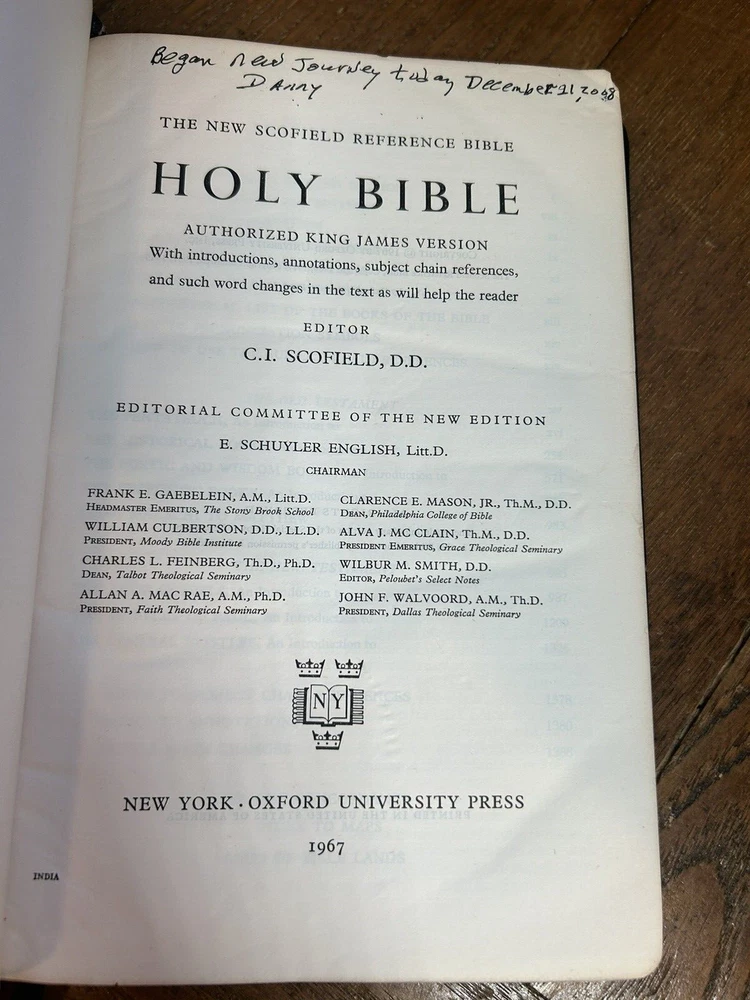 Began new Journey today December 11, 2008
Danny
THE NEW SCOFIELD REFERENCE BIBLE
HOLY BIBLE
AUTHORIZED KING JAMES VERSION
With introductions, annotations, subject chain references,
and such word changes in the text as will help the reader
EDITOR
C.I. SCOFIELD, D.D.
EDITORIAL COMMITTEE OF THE NEW EDITION
E. SCHUYLER ENGLISH, Litt.D.
CHAIRMAN
FRANK E. GAEBELEIN, A.M., Litt.D.
HEADMASTER EMERITUS, The Stony Brook School
WILLIAM CULBERTSON, D.D., LL.D.
PRESIDENT, Moody Bible Institute
CHARLES L. FEINBERG, Th.D., Ph.D.
DEAN, Talbot Theological Seminary
ALLAN A. MAC RAE, A.M., Ph.D.
PRESIDENT, Faith Theological Seminary
CLARENCE E. MASON, JR., Th.M., D.D.
DEAN, Philadelphia College of Bible
ALVA J. MC CLAIN, Th.M., D.D.
PRESIDENT EMERITUS, Grace Theological Seminary
WILBUR M. SMITH, D.D.
EDITOR, Peloubet's Select Notes
JOHN F. WALVOORD, A.M., Th.D.
PRESIDENT, Dallas Theological Seminary
NY
NEW YORK · OXFORD UNIVERSITY PRESS
1967
INDIA